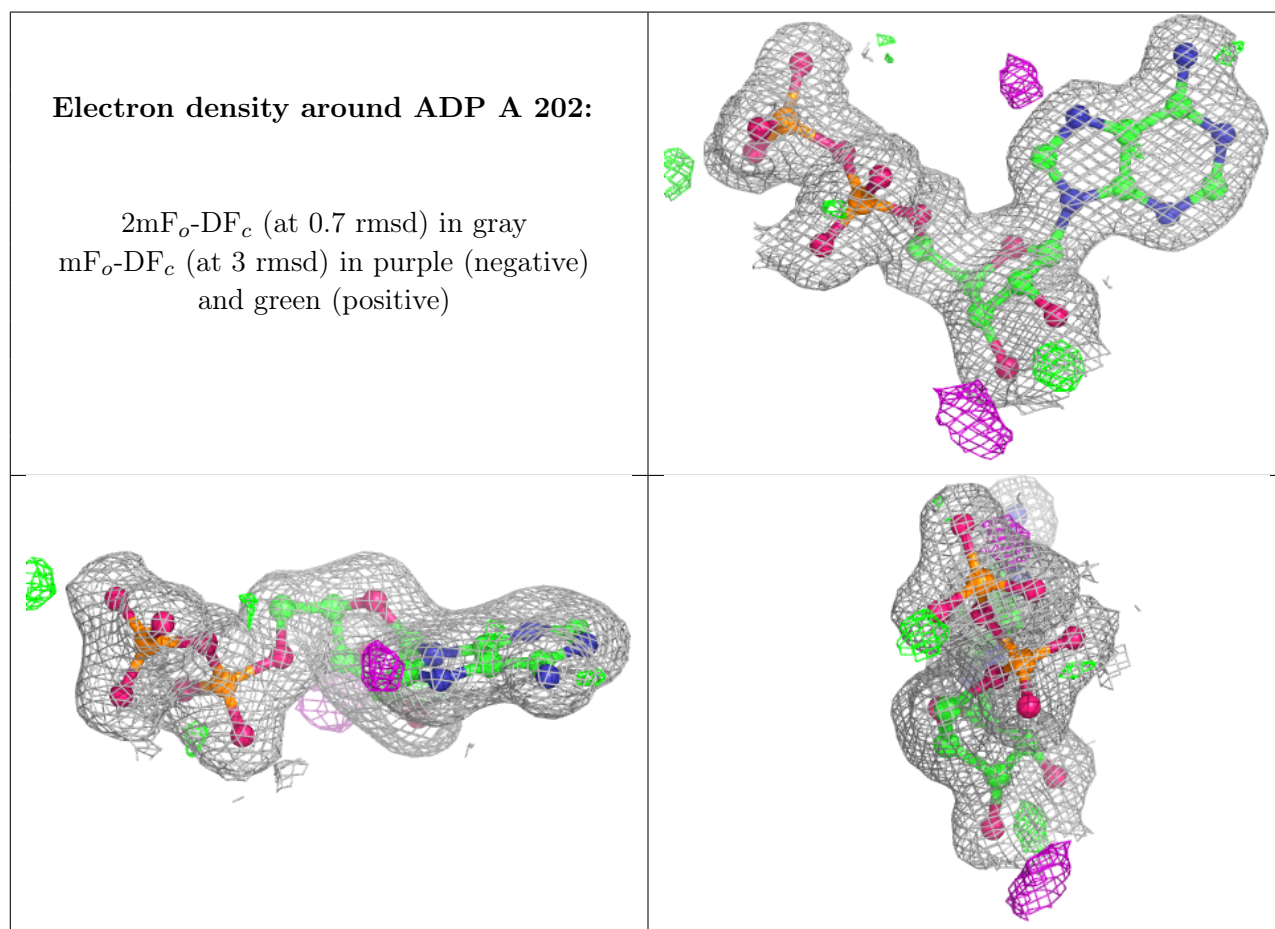 Electron density around ADP A 202:
2mFo-DFc (at 0.7 rmsd) in gray
mFo-DFc (at 3 rmsd) in purple (negative)
and green (positive)